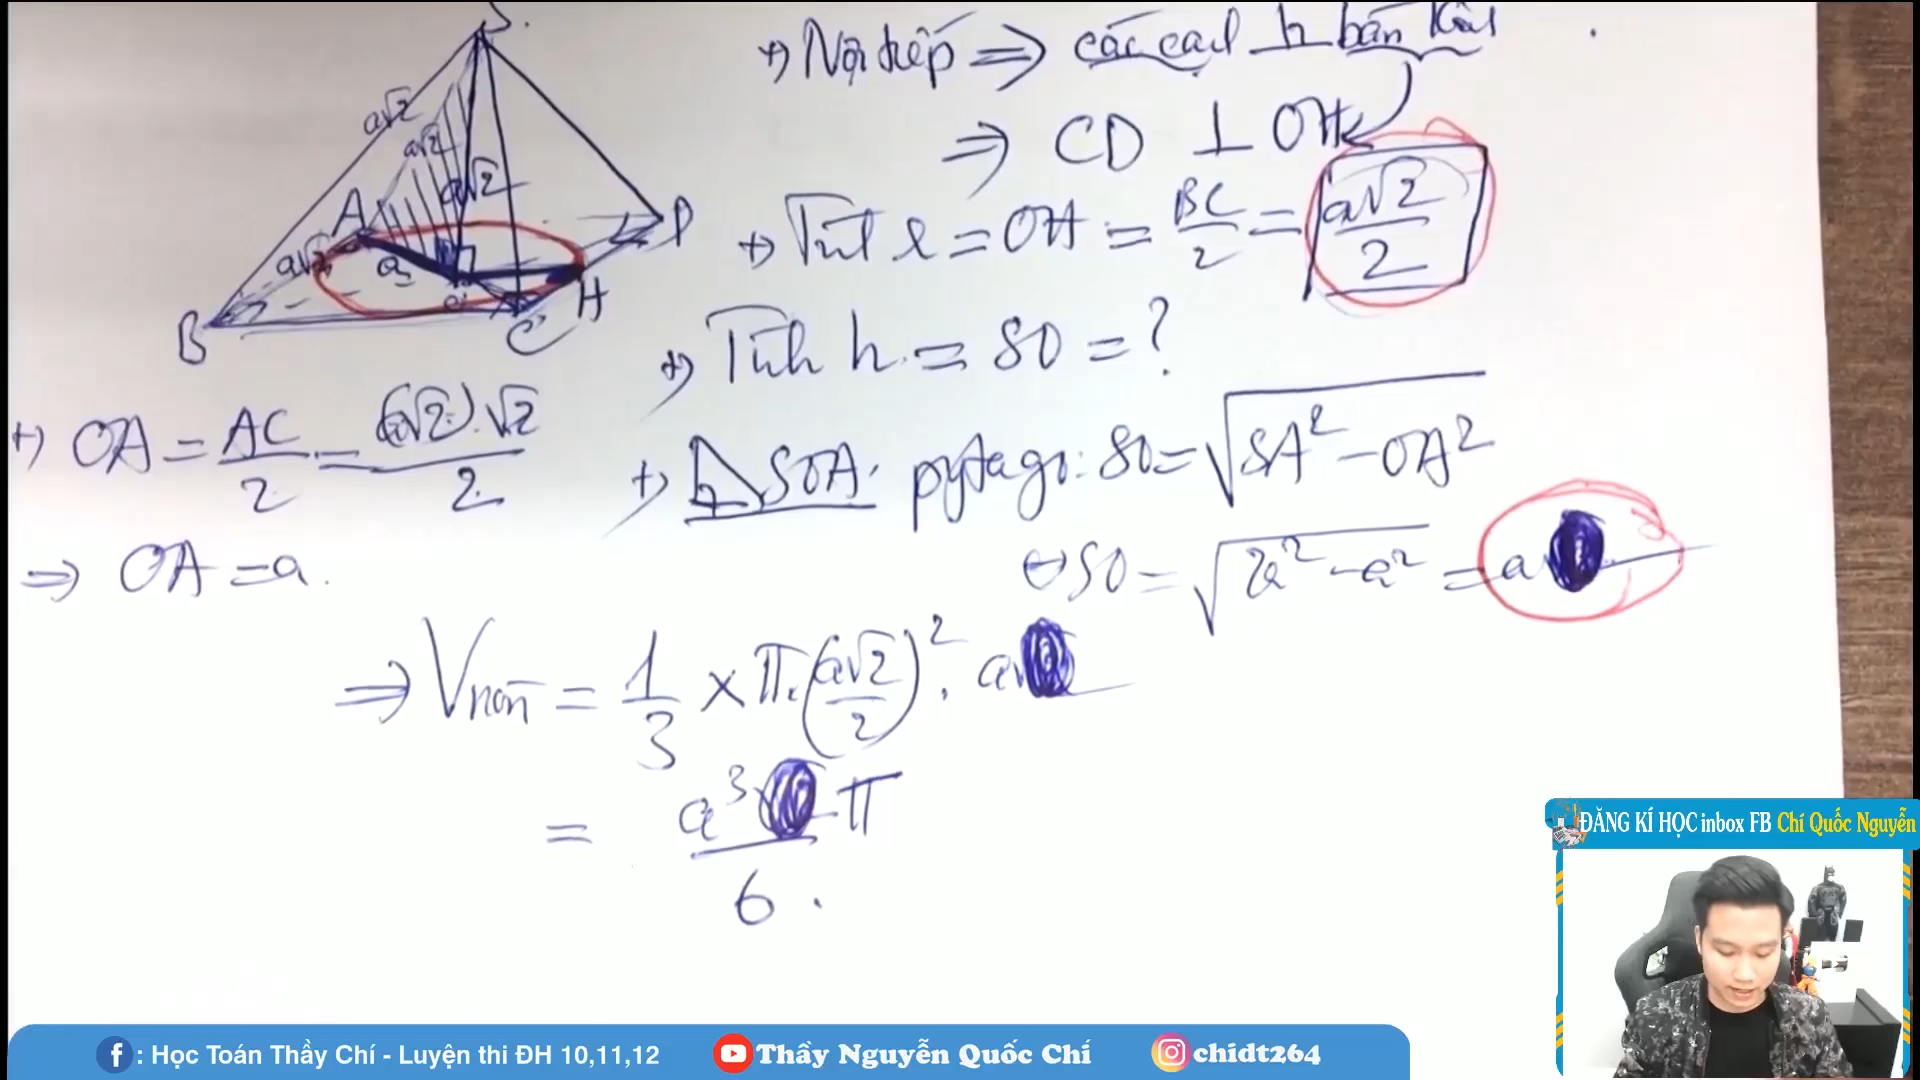 S.
a√2
a√2
a√2
A
D
a√2
a
H
B
C
+) Nội tiếp ⇒ các cạnh bán kính
⇒ CD ⊥ OH
+) Tính r = OH = BC/2 = a√2/2
+) Tính h = SO = ?
+) OA = AC/2 = (a√2).√2/2
+) SOA. pytago: SO = √(SA² - OA²)
⇒ OA = a.
⇔ SO = √(2a² - a²) = a
⇒ Vnón = 1/3 × π.(a√2/2)². a
= a³ π/6.
ĐĂNG KÍ HỌC inbox FB Chí Quốc Nguyễn
: Học Toán Thầy Chí - Luyện thi ĐH 10,11,12
Thầy Nguyễn Quốc Chí
chidt264